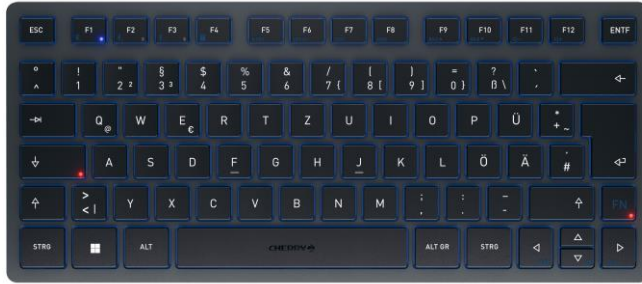 ESC F1 F2 F3 F4 F5 F6 F7 F8 F9 F10 F11 F12 ENTF
° ! " § $ % & / ( ) = ? `
^ 1 2 ² 3 ³ 4 5 6 7 { 8 [ 9 ] 0 } ß \ ´
Q @ W E € R T Z U I O P Ü * + ~
A S D F G H J K L Ö Ä ' #
> < | Y X C V B N M ; , : . _ - FN
STRG ALT CHERRY ALT GR STRG